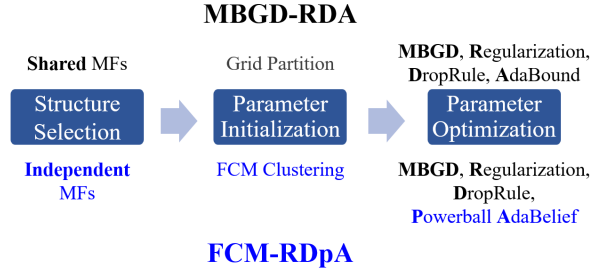 MBGD-RDA
Shared MFs
Grid Partition
MBGD, Regularization,
DropRule, AdaBound
Structure
Selection
Parameter
Initialization
Parameter
Optimization
Independent
MFs
FCM Clustering
MBGD, Regularization,
DropRule,
Powerball AdaBelief
FCM-RDpA